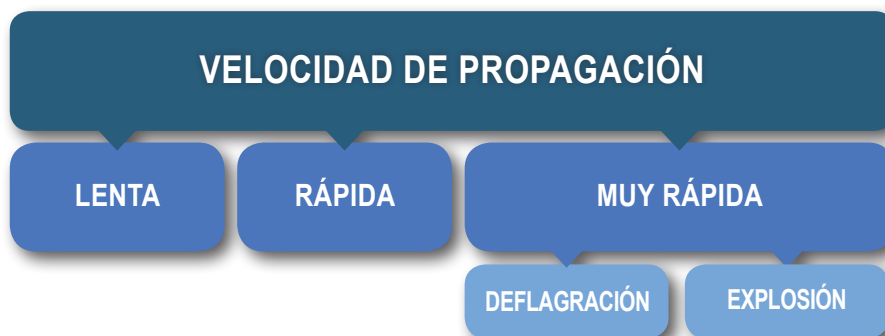 VELOCIDAD DE PROPAGACIÓN
LENTA
RÁPIDA
MUY RÁPIDA
DEFLAGRACIÓN
EXPLOSIÓN